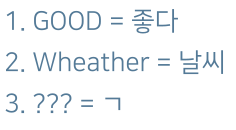 1. GOOD = 좋다
2. Wheather = 날씨
3. ??? = ㄱ